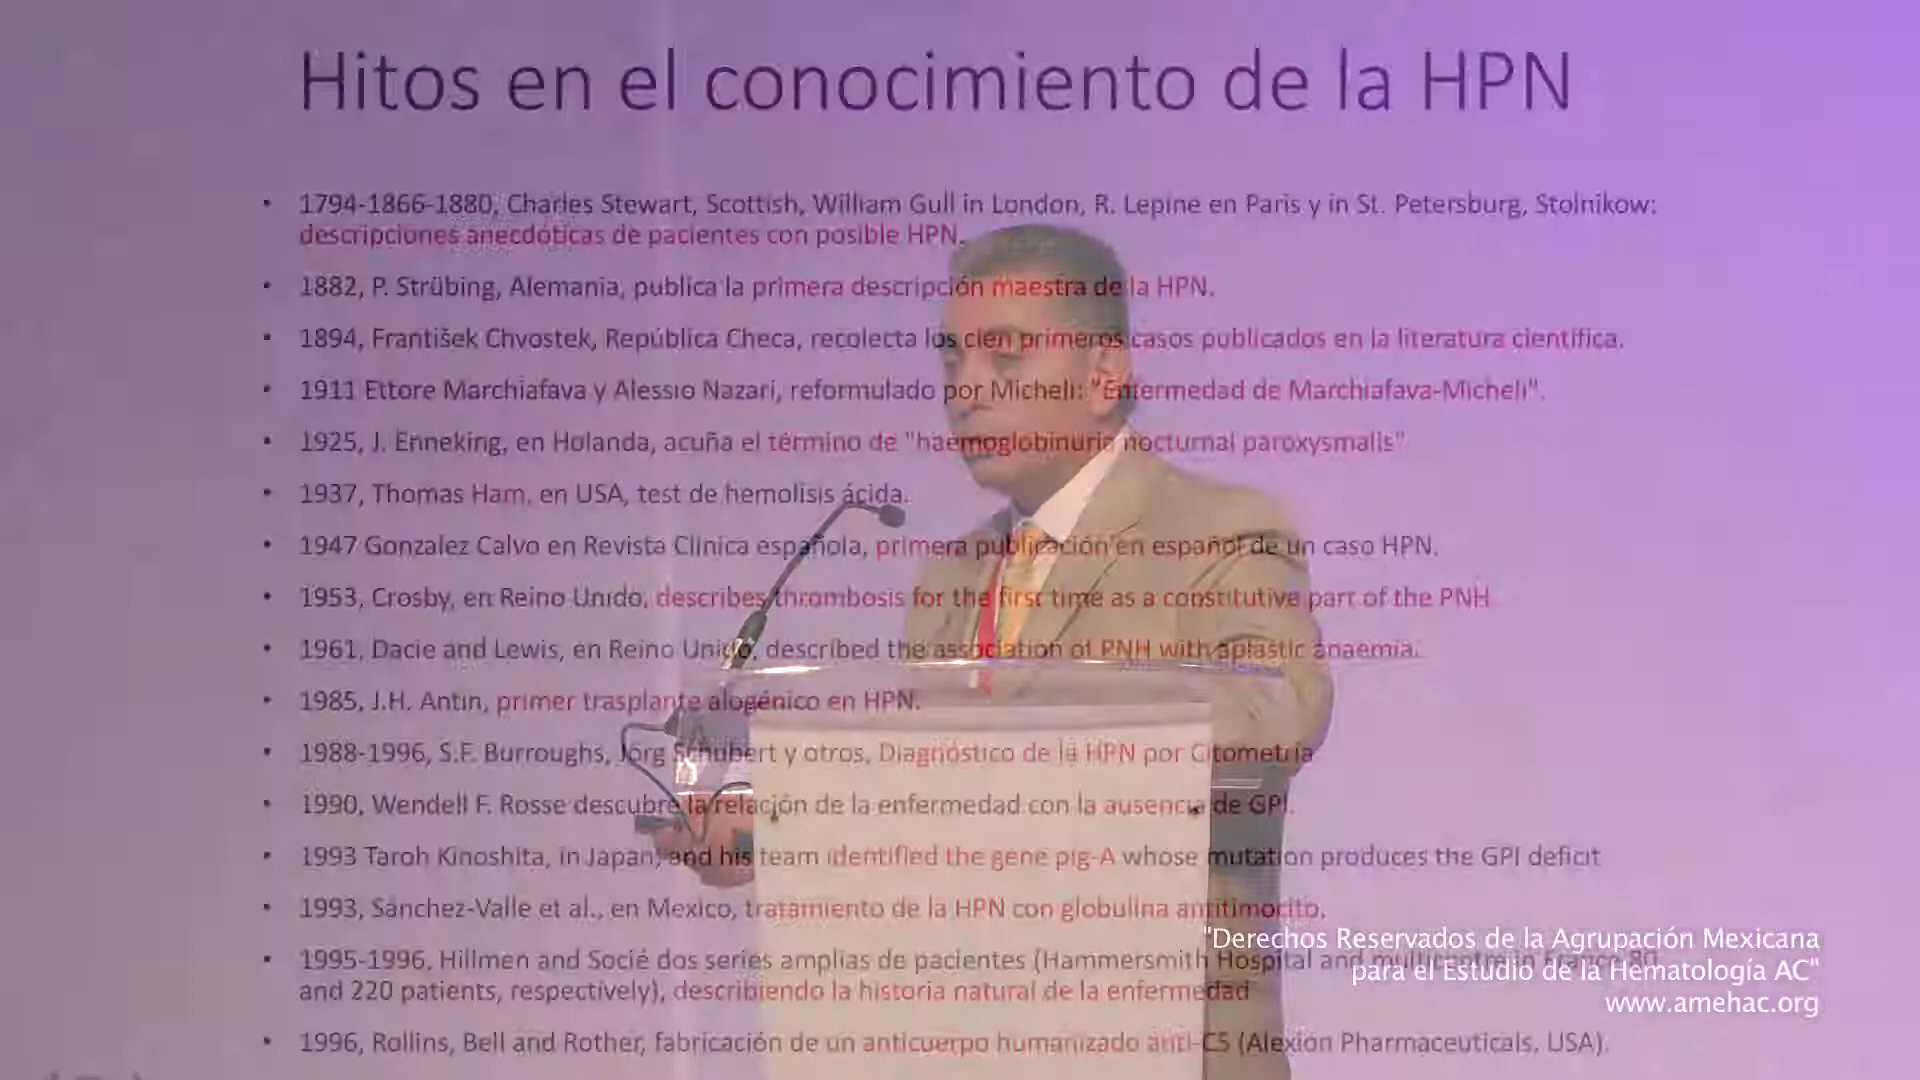 Hitos en el conocimiento de la HPN
• 1794-1866-1880, Charles Stewart, Scottish, William Gull in London, R. Lepine en Paris y in St. Petersburg, Stolnikow:
descripciones anecdóticas de pacientes con posible HPN.
• 1882, P. Strübing, Alemania, publica la primera descripción maestra de la HPN.
• 1894, František Chvostek, República Checa, recolecta los cien primeros casos publicados en la literatura científica.
• 1911 Ettore Marchiafava y Alessio Nazari, reformulado por Micheli: "Enfermedad de Marchiafava-Micheli".
• 1925, J. Enneking, en Holanda, acuña el término de "haemoglobinuria nocturnal paroxysmalis"
• 1937, Thomas Ham, en USA, test de hemolisis ácida.
• 1947 Gonzalez Calvo en Revista Clinica española, primera publicación en español de un caso HPN.
• 1953, Crosby, en Reino Unido, describes thrombosis for the first time as a constitutive part of the PNH.
• 1961, Dacie and Lewis, en Reino Unido, described the association of PNH with aplastic anaemia.
• 1985, J.H. Antin, primer trasplante alogénico en HPN.
• 1988-1996, S.F. Burroughs, Jörg Schubert y otros, Diagnóstico de la HPN por Citometría
• 1990, Wendell F. Rosse descubre la relación de la enfermedad con la ausencia de GPI.
• 1993 Taroh Kinoshita, in Japan, and his team identified the gene pig-A whose mutation produces the GPI deficit
• 1993, Sánchez-Valle et al., en Mexico, tratamiento de la HPN con globulina antitimocito.
• 1995-1996, Hillmen and Socié dos series amplias de pacientes (Hammersmith Hospital and multicentre in France 80
and 220 patients, respectively), describiendo la historia natural de la enfermedad
• 1996, Rollins, Bell and Rother, fabricación de un anticuerpo humanizado anti-C5 (Alexion Pharmaceuticals, USA).
"Derechos Reservados de la Agrupación Mexicana
para el Estudio de la Hematología AC"
www.amehac.org